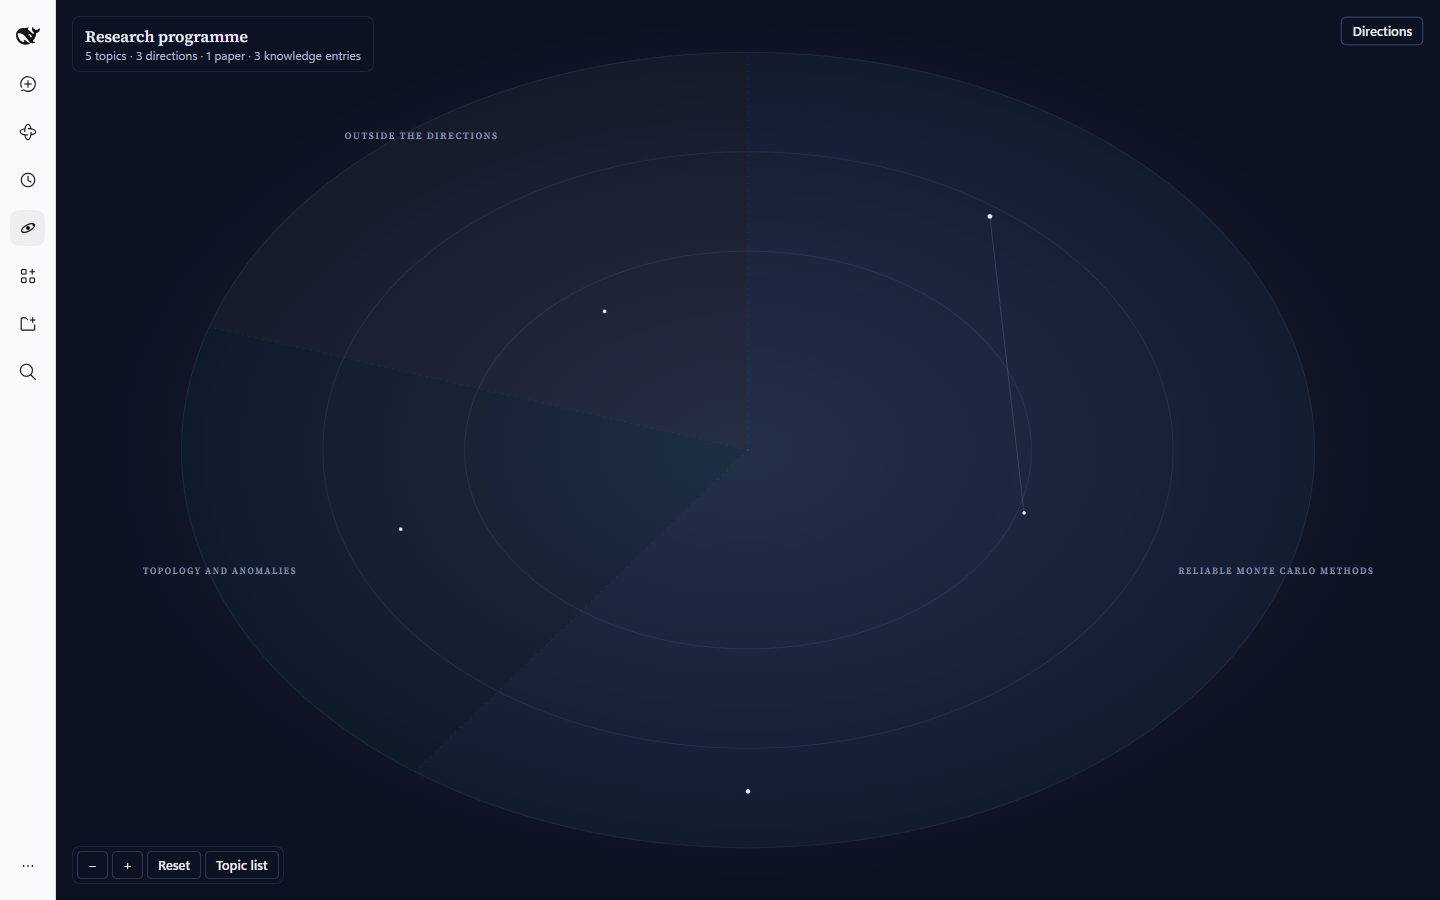 Research programme
5 topics · 3 directions · 1 paper · 3 knowledge entries
Directions
OUTSIDE THE DIRECTIONS
TOPOLOGY AND ANOMALIES
RELIABLE MONTE CARLO METHODS
− + Reset Topic list